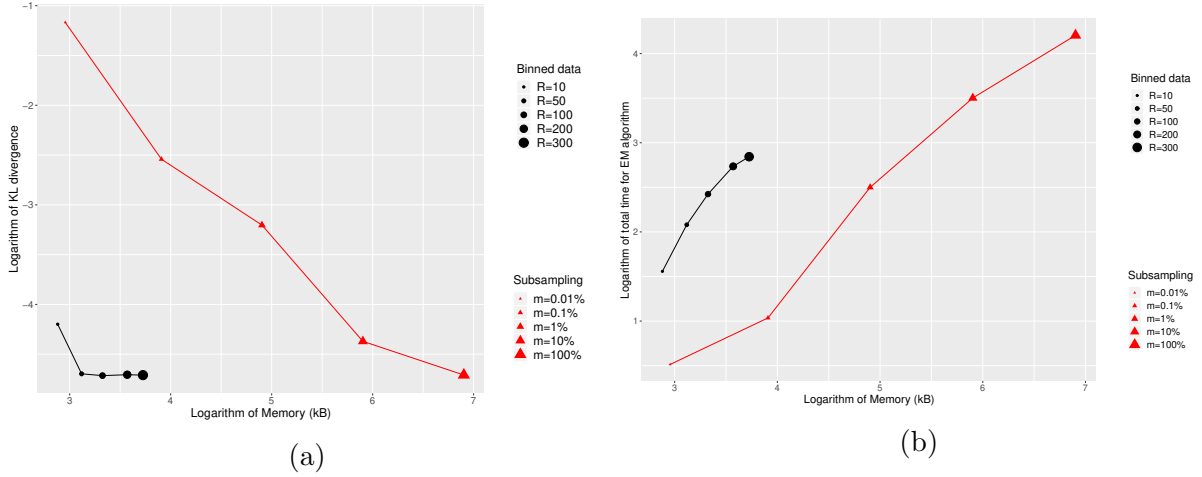 −1
−2
−3
−4
3
4
5
6
7
Logarithm of KL divergence
Logarithm of Memory (kB)
Binned data
R=10
R=50
R=100
R=200
R=300
Subsampling
m=0.01%
m=0.1%
m=1%
m=10%
m=100%
(a)
4
3
2
1
3
4
5
6
7
Logarithm of total time for EM algorithm
Logarithm of Memory (kB)
Binned data
R=10
R=50
R=100
R=200
R=300
Subsampling
m=0.01%
m=0.1%
m=1%
m=10%
m=100%
(b)